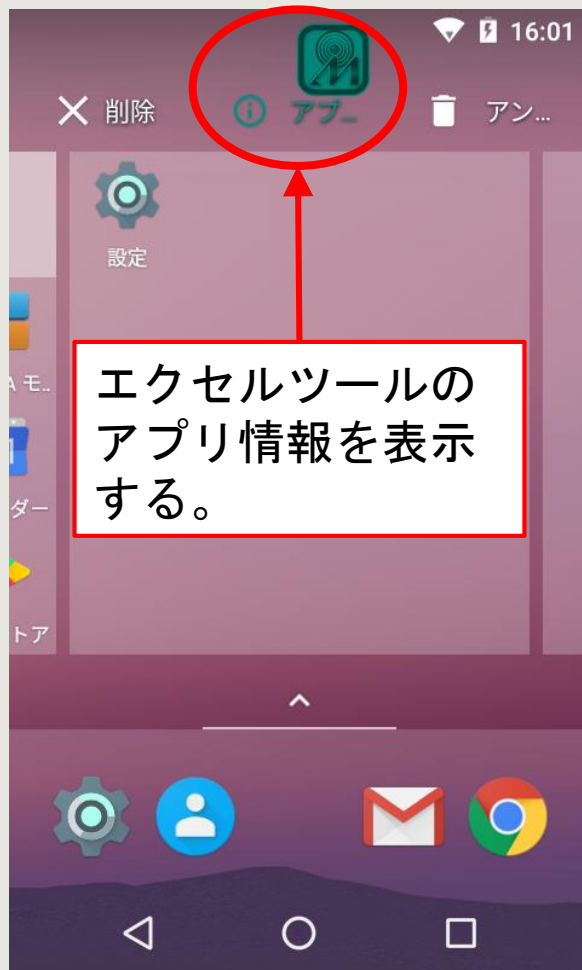 16:01
削除
アプ…
アン…
設定
A モ..
エクセルツールの
アプリ情報を表示
する。
ダー
トア